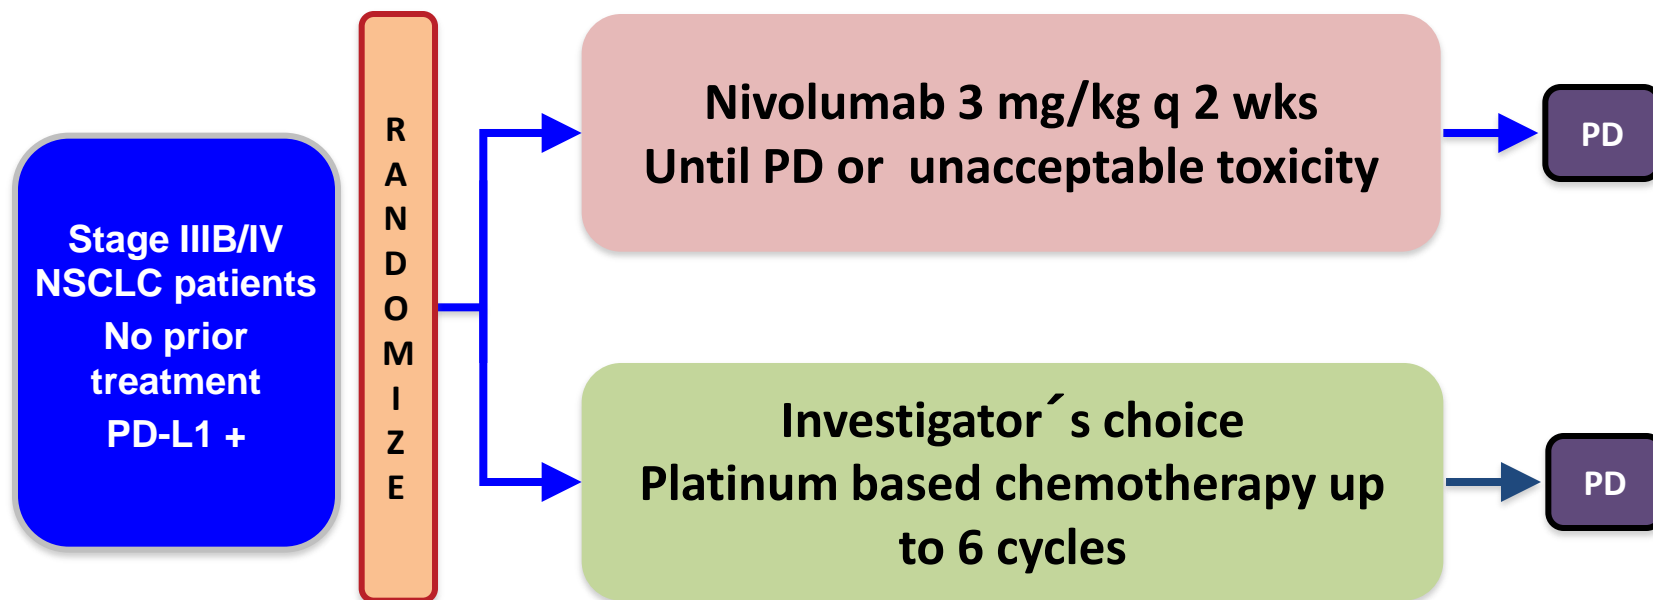 Stage IIIB/IV
NSCLC patients
No prior
treatment
PD-L1 +
R
A
N
D
O
M
I
Z
E
Nivolumab 3 mg/kg q 2 wks
Until PD or  unacceptable toxicity
PD
Investigator´s choice
Platinum based chemotherapy up
to 6 cycles
PD